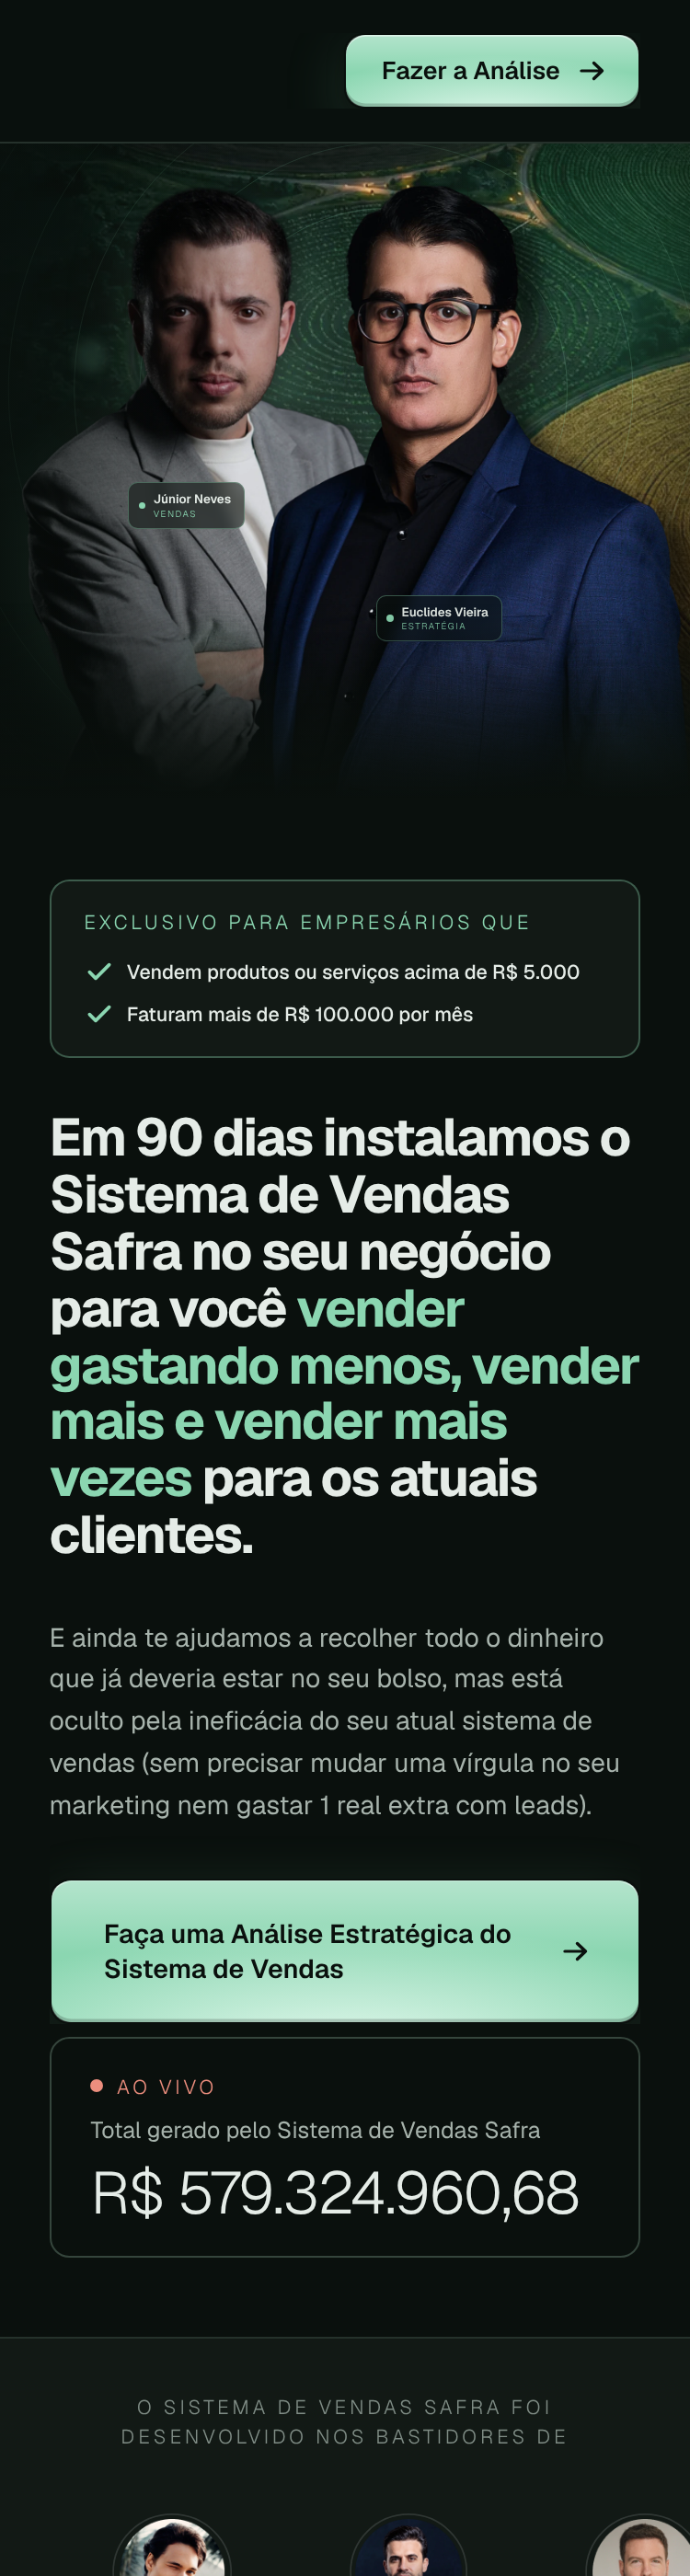 Fazer a Análise →
Júnior Neves
VENDAS
Euclides Vieira
ESTRATÉGIA
EXCLUSIVO PARA EMPRESÁRIOS QUE
Vendem produtos ou serviços acima de R$ 5.000
Faturam mais de R$ 100.000 por mês
Em 90 dias instalamos o
Sistema de Vendas
Safra no seu negócio
para você vender
gastando menos, vender
mais e vender mais
vezes para os atuais
clientes.
E ainda te ajudamos a recolher todo o dinheiro
que já deveria estar no seu bolso, mas está
oculto pela ineficácia do seu atual sistema de
vendas (sem precisar mudar uma vírgula no seu
marketing nem gastar 1 real extra com leads).
Faça uma Análise Estratégica do
Sistema de Vendas →
AO VIVO
Total gerado pelo Sistema de Vendas Safra
R$ 579.324.960,68
O SISTEMA DE VENDAS SAFRA FOI
DESENVOLVIDO NOS BASTIDORES DE